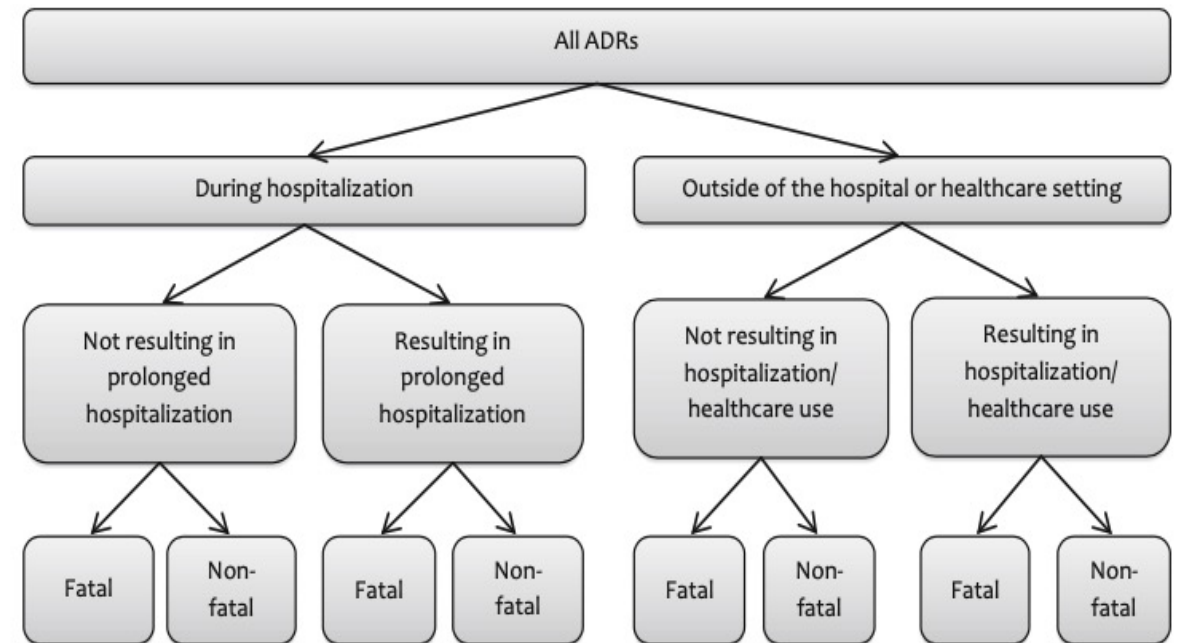 All ADRs
During hospitalization
Outside of the hospital or healthcare setting
Not resulting in
prolonged
hospitalization
Resulting in
prolonged
hospitalization
Not resulting in
hospitalization/
healthcare use
Resulting in
hospitalization/
healthcare use
Fatal
Non-
fatal
Fatal
Non-
fatal
Fatal
Non-
fatal
Fatal
Non-
fatal